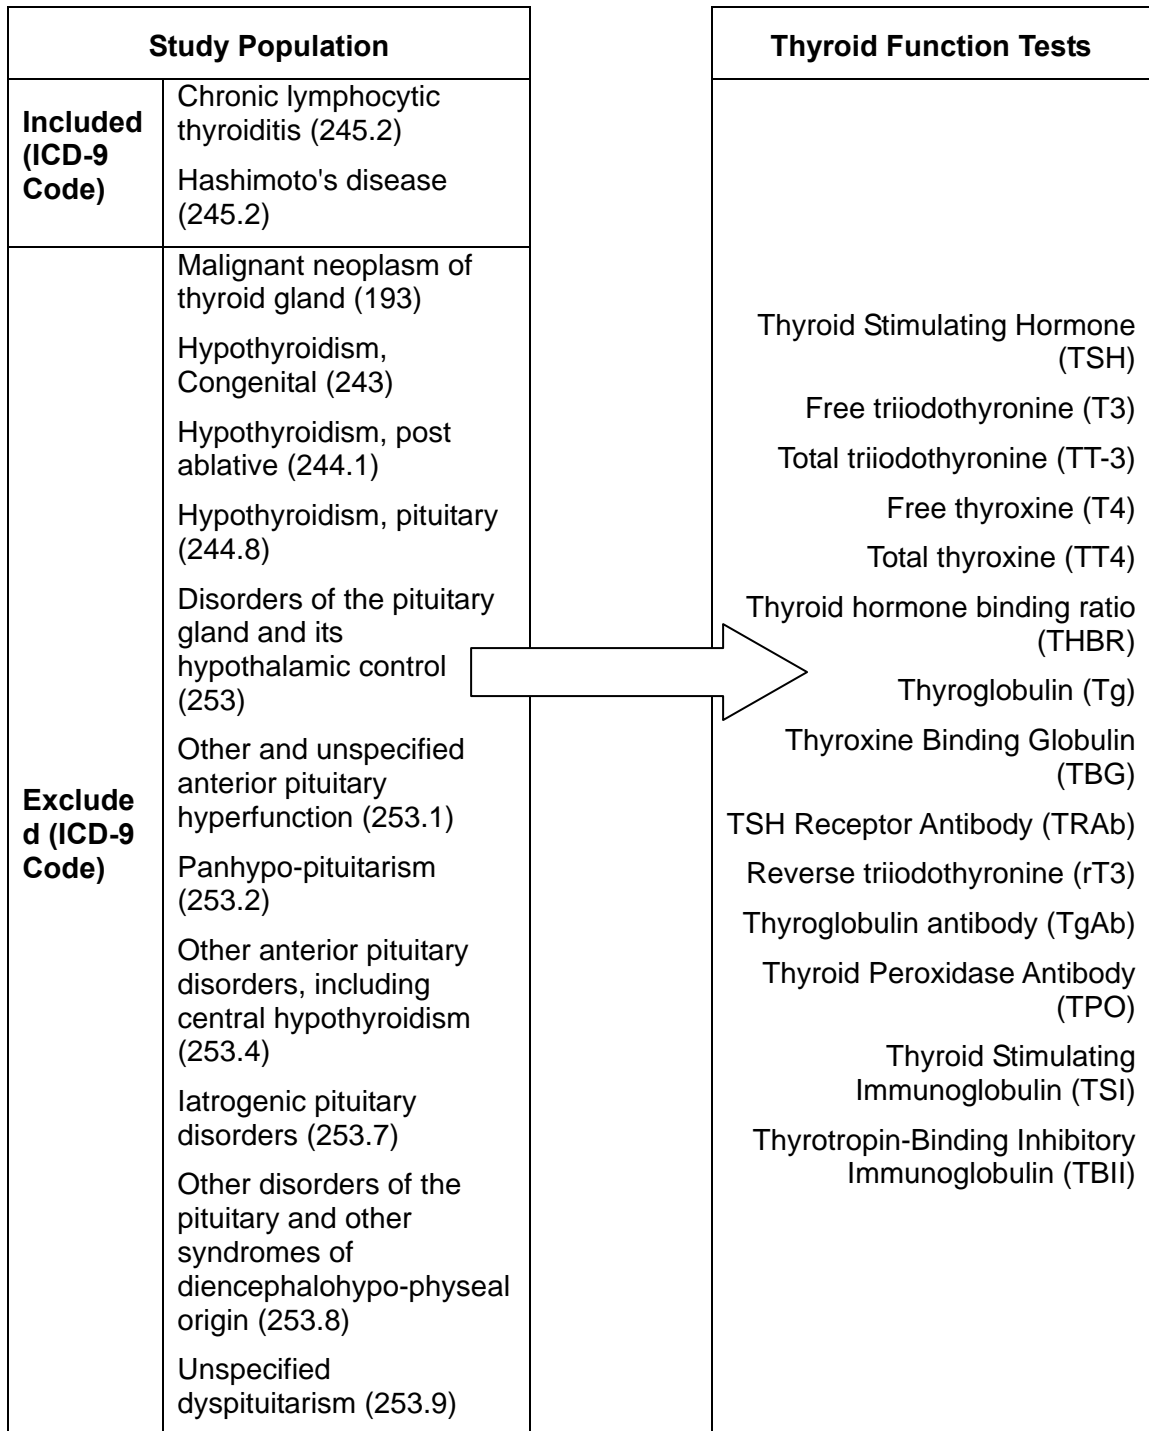 Study Population
Included
(ICD-9
Code)
Chronic lymphocytic
thyroiditis (245.2)
Hashimoto's disease
(245.2)
Exclude
d (ICD-9
Code)
Malignant neoplasm of
thyroid gland (193)
Hypothyroidism,
Congenital (243)
Hypothyroidism, post
ablative (244.1)
Hypothyroidism, pituitary
(244.8)
Disorders of the pituitary
gland and its
hypothalamic control
(253)
Other and unspecified
anterior pituitary
hyperfunction (253.1)
Panhypo-pituitarism
(253.2)
Other anterior pituitary
disorders, including
central hypothyroidism
(253.4)
Iatrogenic pituitary
disorders (253.7)
Other disorders of the
pituitary and other
syndromes of
diencephalohypo-physeal
origin (253.8)
Unspecified
dyspituitarism (253.9)
Thyroid Function Tests
Thyroid Stimulating Hormone
(TSH)
Free triiodothyronine (T3)
Total triiodothyronine (TT-3)
Free thyroxine (T4)
Total thyroxine (TT4)
Thyroid hormone binding ratio
(THBR)
Thyroglobulin (Tg)
Thyroxine Binding Globulin
(TBG)
TSH Receptor Antibody (TRAb)
Reverse triiodothyronine (rT3)
Thyroglobulin antibody (TgAb)
Thyroid Peroxidase Antibody
(TPO)
Thyroid Stimulating
Immunoglobulin (TSI)
Thyrotropin-Binding Inhibitory
Immunoglobulin (TBII)